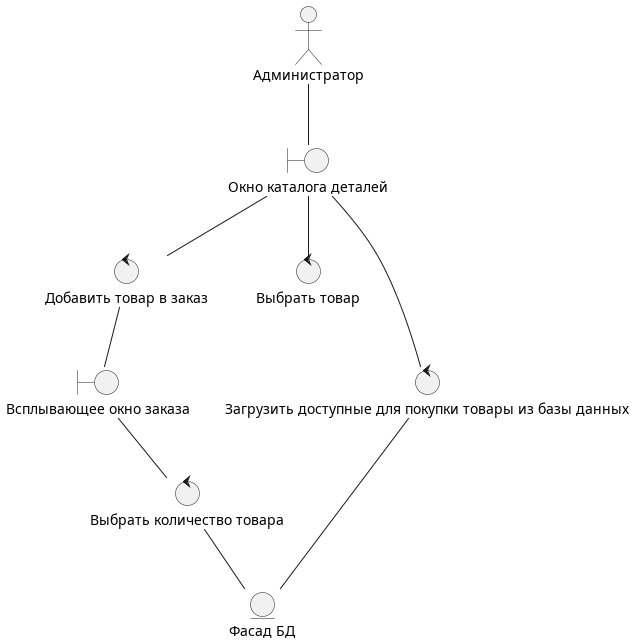 Администратор
Окно каталога деталей
Добавить товар в заказ
Выбрать товар
Всплывающее окно заказа
Загрузить доступные для покупки товары из базы данных
Выбрать количество товара
Фасад БД